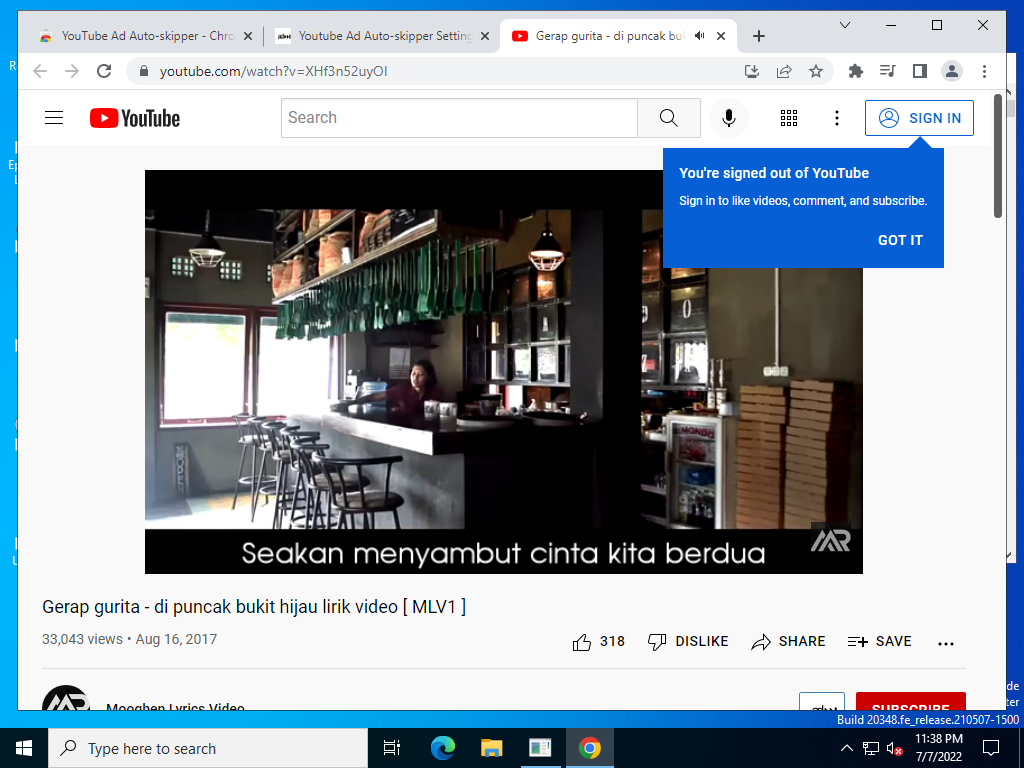 YouTube Ad Auto-skipper - Chro
Youtube Ad Auto-skipper Setting
Gerap gurita - di puncak buk
youtube.com/watch?v=XHf3n52uyOI
YouTube
Search
SIGN IN
You're signed out of YouTube
Sign in to like videos, comment, and subscribe.
GOT IT
MR
Seakan menyambut cinta kita berdua
Gerap gurita - di puncak bukit hijau lirik video [ MLV1 ]
33,043 views • Aug 16, 2017
318
DISLIKE
SHARE
SAVE
Mooghen Lyrics Video
SUBSCRIBE
Build 20348.fe_release.210507-1500
Type here to search
11:38 PM
7/7/2022